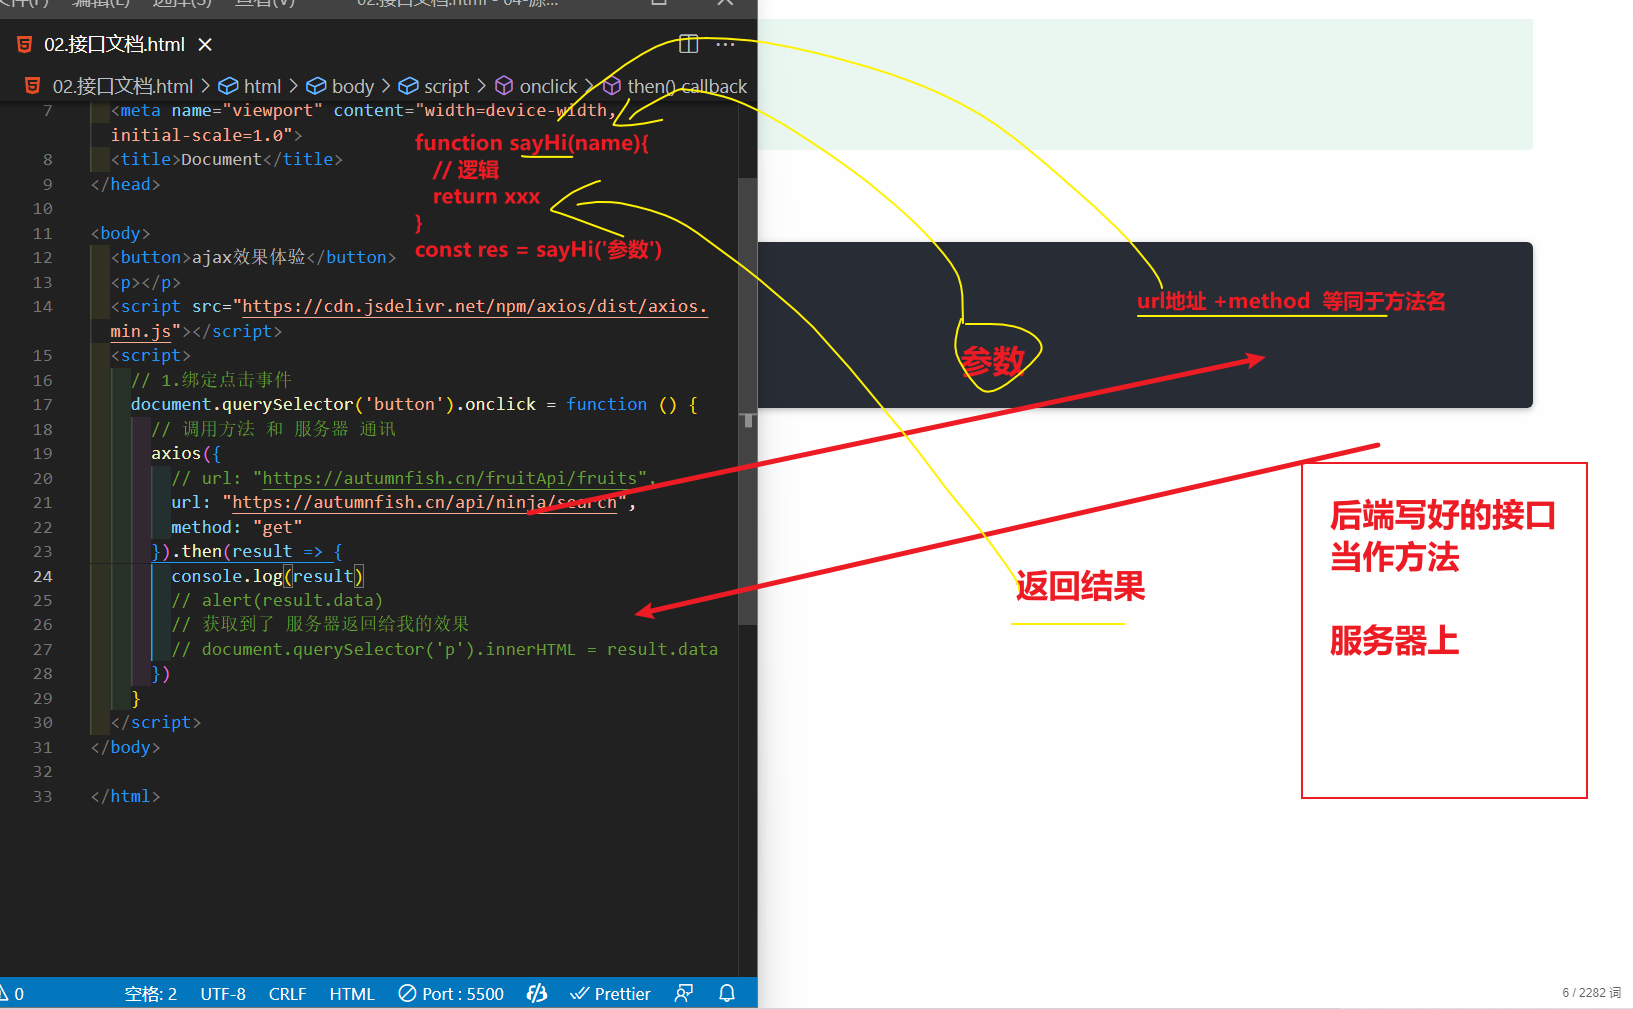 编辑(E) 选择(S) 查看(V) 02.接口文档.html - 04-源...
02.接口文档.html
02.接口文档.html > html > body > script > onclick > then() callback
7 <meta name="viewport" content="width=device-width,
initial-scale=1.0">
8 <title>Document</title>
9 </head>
10
11 <body>
12 <button>ajax效果体验</button>
13 <p></p>
14 <script src="https://cdn.jsdelivr.net/npm/axios/dist/axios.
min.js"></script>
15 <script>
16 // 1.绑定点击事件
17 document.querySelector('button').onclick = function () {
18 // 调用方法 和 服务器 通讯
19 axios({
20 // url: "https://autumnfish.cn/fruitApi/fruits",
21 url: "https://autumnfish.cn/api/ninja/search",
22 method: "get"
23 }).then(result => {
24 console.log(result)
25 // alert(result.data)
26 // 获取到了 服务器返回给我的效果
27 // document.querySelector('p').innerHTML = result.data
28 })
29 }
30 </script>
31 </body>
32
33 </html>
function sayHi(name){
// 逻辑
return xxx
}
const res = sayHi('参数')
url地址 +method 等同于方法名
参数
返回结果
后端写好的接口
当作方法
服务器上
0 空格: 2 UTF-8 CRLF HTML Port : 5500 Prettier
6 / 2282 词